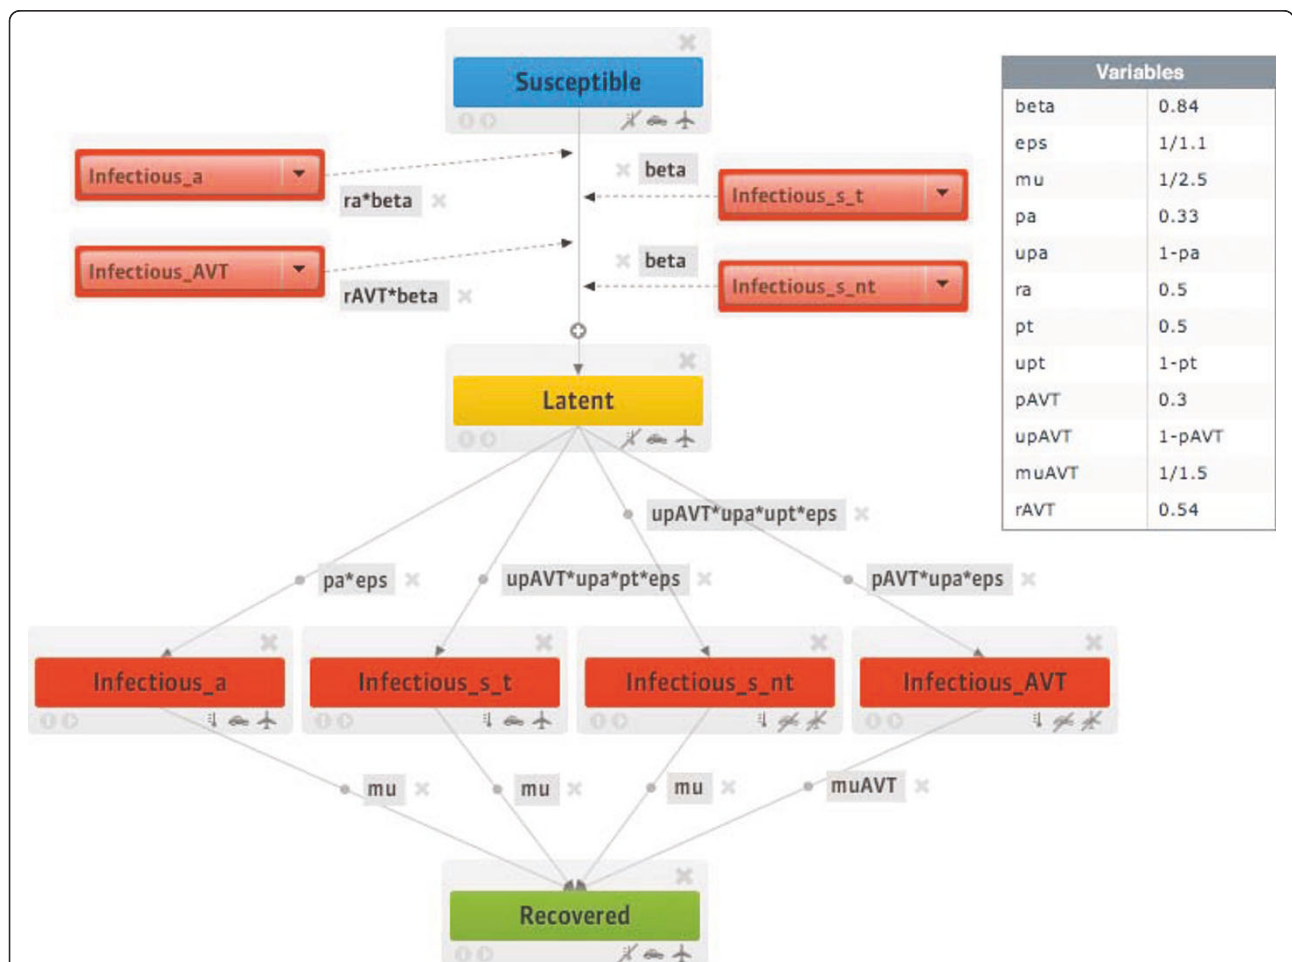 Susceptible
Variables
beta 0.84
eps 1/1.1
mu 1/2.5
pa 0.33
upa 1-pa
ra 0.5
pt 0.5
upt 1-pt
pAVT 0.3
upAVT 1-pAVT
muAVT 1/1.5
rAVT 0.54
Infectious_a
ra*beta
beta
Infectious_s_t
Infectious_AVT
rAVT*beta
beta
Infectious_s_nt
Latent
upAVT*upa*upt*eps
pa*eps
upAVT*upa*pt*eps
pAVT*upa*eps
Infectious_a
Infectious_s_t
Infectious_s_nt
Infectious_AVT
mu
mu
mu
muAVT
Recovered